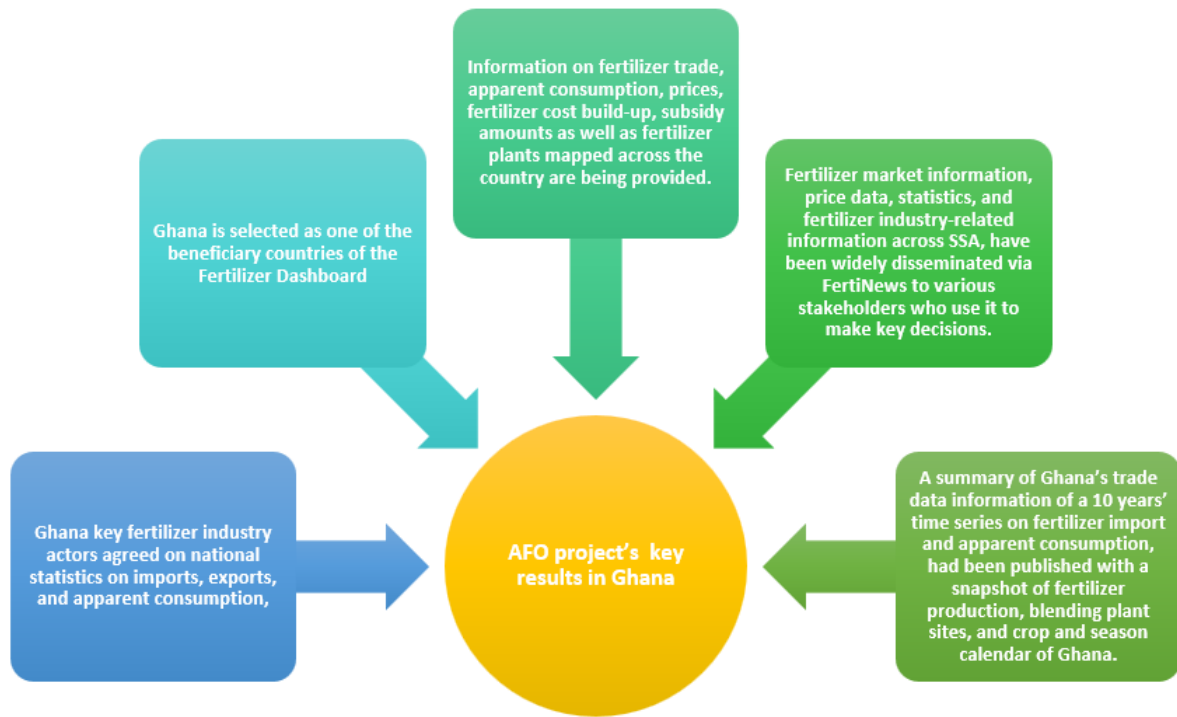 Information on fertilizer trade,
apparent consumption, prices,
fertilizer cost build-up, subsidy
amounts as well as fertilizer
plants mapped across the
country are being provided.
Ghana is selected as one of the
beneficiary countries of the
Fertilizer Dashboard
Fertilizer market information,
price data, statistics, and
fertilizer industry-related
information across SSA, have
been widely disseminated via
FertiNews to various
stakeholders who use it to
make key decisions.
Ghana key fertilizer industry
actors agreed on national
statistics on imports, exports,
and apparent consumption,
AFO project’s  key
results in Ghana
A summary of Ghana’s trade
data information of a 10 years’
time series on fertilizer import
and apparent consumption,
had been published with a
snapshot of fertilizer
production, blending plant
sites, and crop and season
calendar of Ghana.